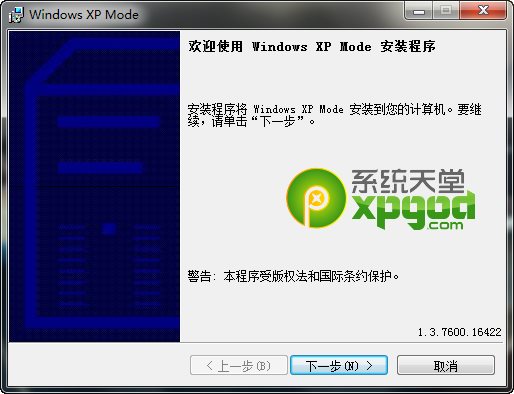 Windows XP Mode
欢迎使用 Windows XP Mode 安装程序
安装程序将 Windows XP Mode 安装到您的计算机。要继
续，请单击“下一步”。
系统天堂
xpgod
.com
警告: 本程序受版权法和国际条约保护。
1.3.7600.16422
< 上一步(B)
下一步(N) >
取消